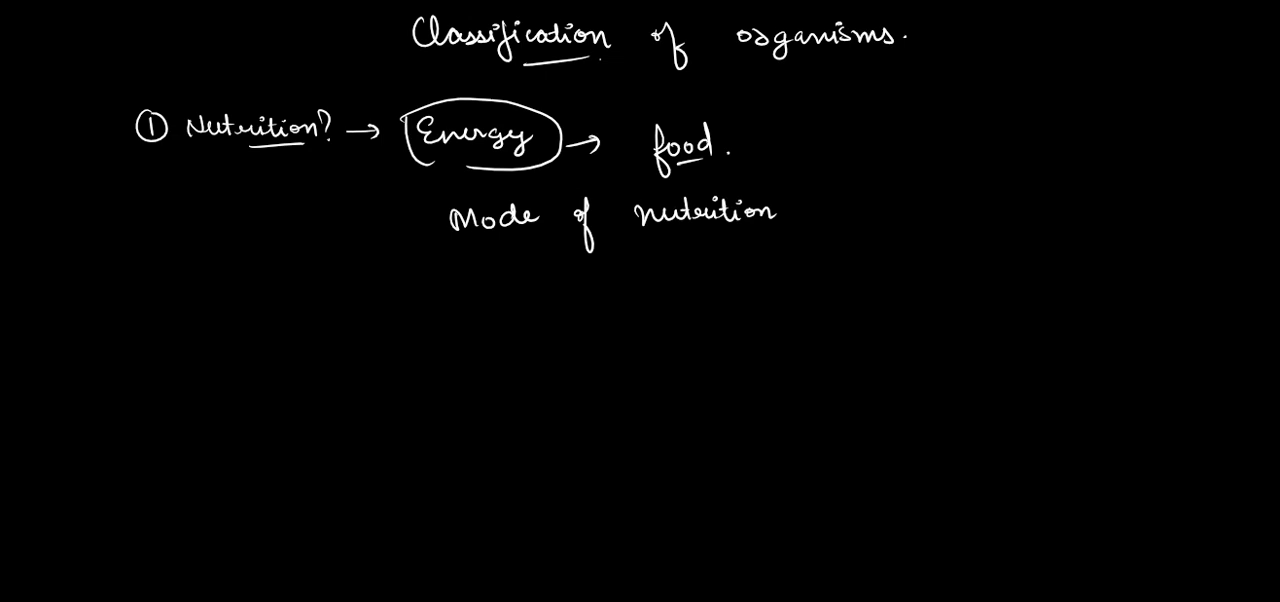 Classification of organisms.
① Nutrition? → Energy → food.
Mode of nutrition